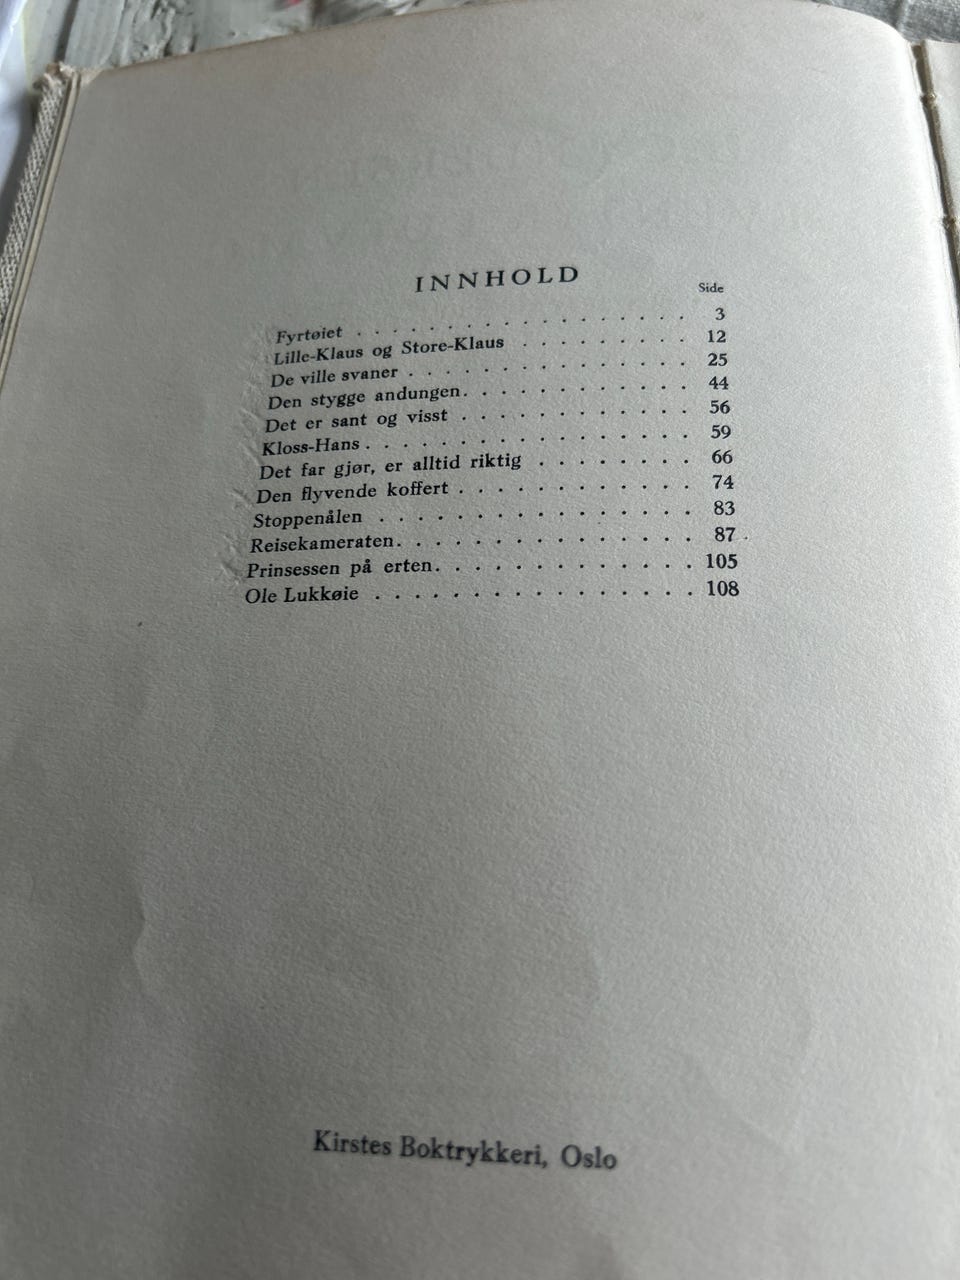 INNHOLD
Side
Fyrtøiet . . . . . . . . . . . . . . . . . 3
Lille-Klaus og Store-Klaus . . . . . . . . . 12
De ville svaner . . . . . . . . . . . . . . 25
Den stygge andungen. . . . . . . . . . . 44
Det er sant og visst . . . . . . . . . . . . 56
Kloss-Hans . . . . . . . . . . . . . . . . 59
Det far gjør, er alltid riktig . . . . . . . . 66
Den flyvende koffert . . . . . . . . . . . . 74
Stoppenålen . . . . . . . . . . . . . . . 83
Reisekameraten. . . . . . . . . . . . . . 87
Prinsessen på erten. . . . . . . . . . . . 105
Ole Lukkøie . . . . . . . . . . . . . . . 108
Kirstes Boktrykkeri, Oslo